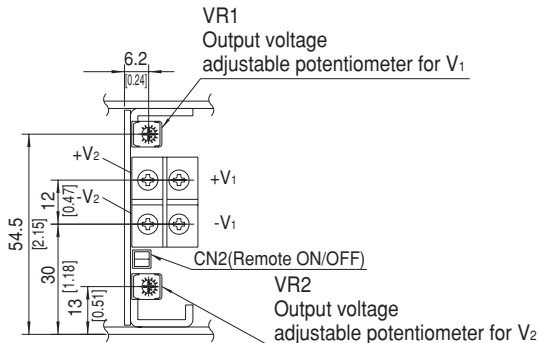 VR1
Output voltage
adjustable potentiometer for V1
6.2
[0.24]
+V2
+V1
-V2
-V1
12
[0.47]
54.5
[2.15]
30
[1.18]
13
[0.51]
CN2(Remote ON/OFF)
VR2
Output voltage
adjustable potentiometer for V2